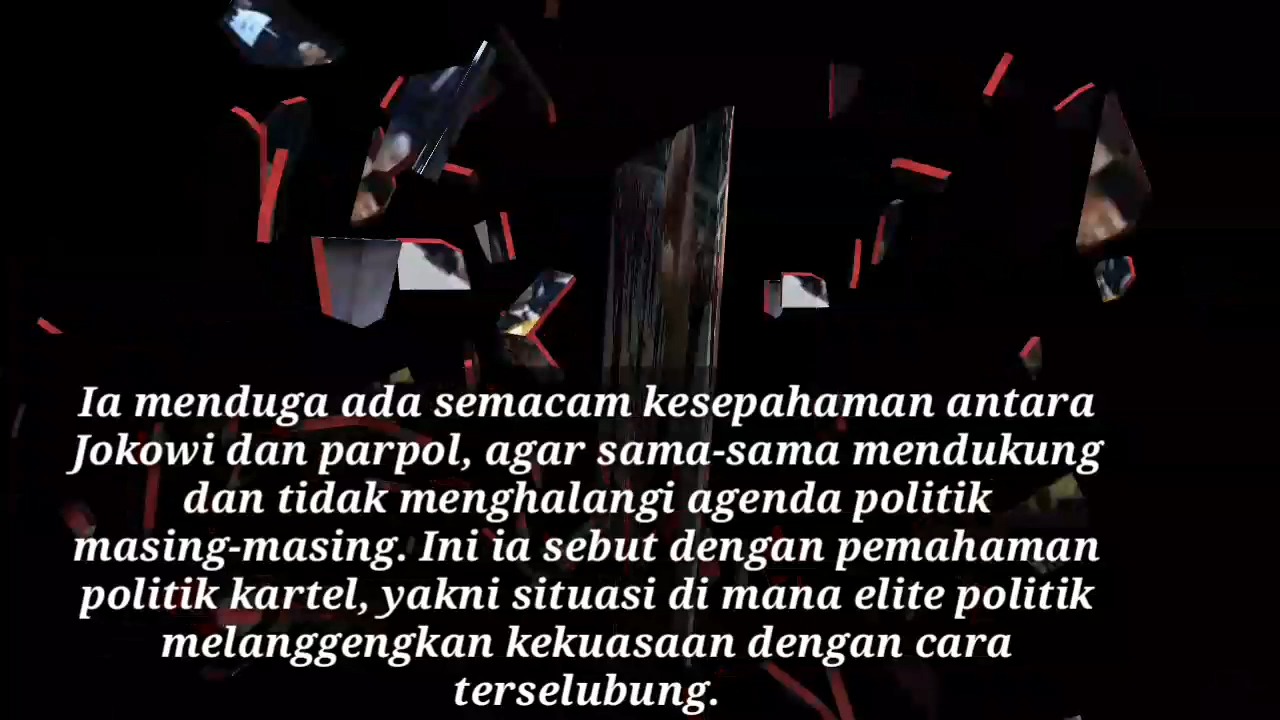 Ia menduga ada semacam kesepahaman antara
Jokowi dan parpol, agar sama-sama mendukung
dan tidak menghalangi agenda politik
masing-masing. Ini ia sebut dengan pemahaman
politik kartel, yakni situasi di mana elite politik
melanggengkan kekuasaan dengan cara
terselubung.